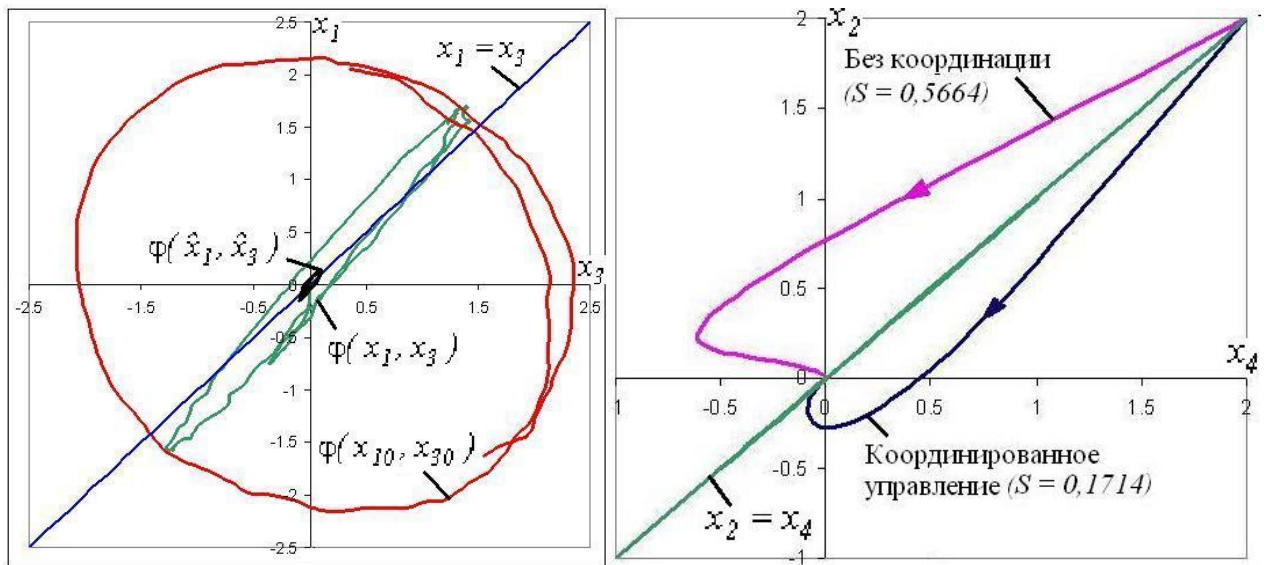 x₁
2.5
x₁ = x₃
2
1.5
1
.5
φ( x̂₁, x̂₃ )
0
x₃
-2.5
-1.5
-0.5
0.5
1.5
2.5
-0.5
φ( x₁, x₃ )
-1
-1.5
φ( x₁₀, x₃₀ )
-2
-2.5
2
x₂
Без координации
(S = 0,5664)
1.5
1
0.5
x₄
0
-1
-0.5
0
0.5
1
1.5
2
-0.5
Координированное
управление (S = 0,1714)
x₂ = x₄
-1